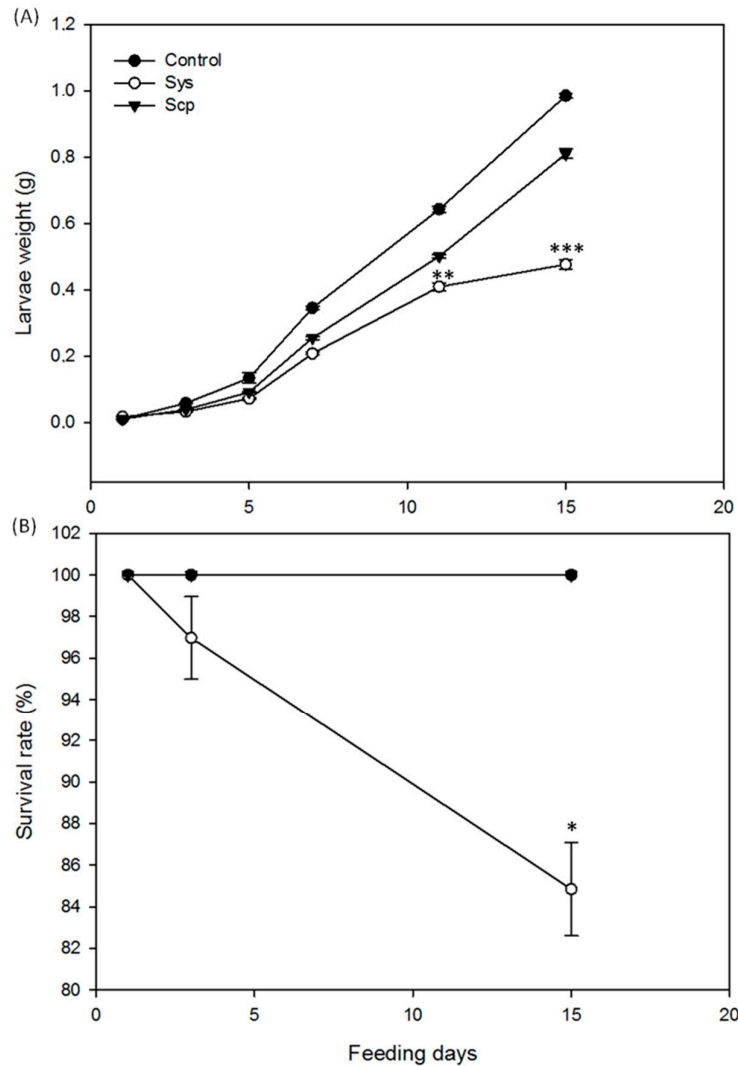 (A)
1.2
1.0
0.8
0.6
0.4
0.2
0.0
Larvae weight (g)
Control
Sys
Scp
**
***
0 5 10 15 20
(B)
102
100
98
96
94
92
90
88
86
84
82
80
Survival rate (%)
*
0 5 10 15 20
Feeding days